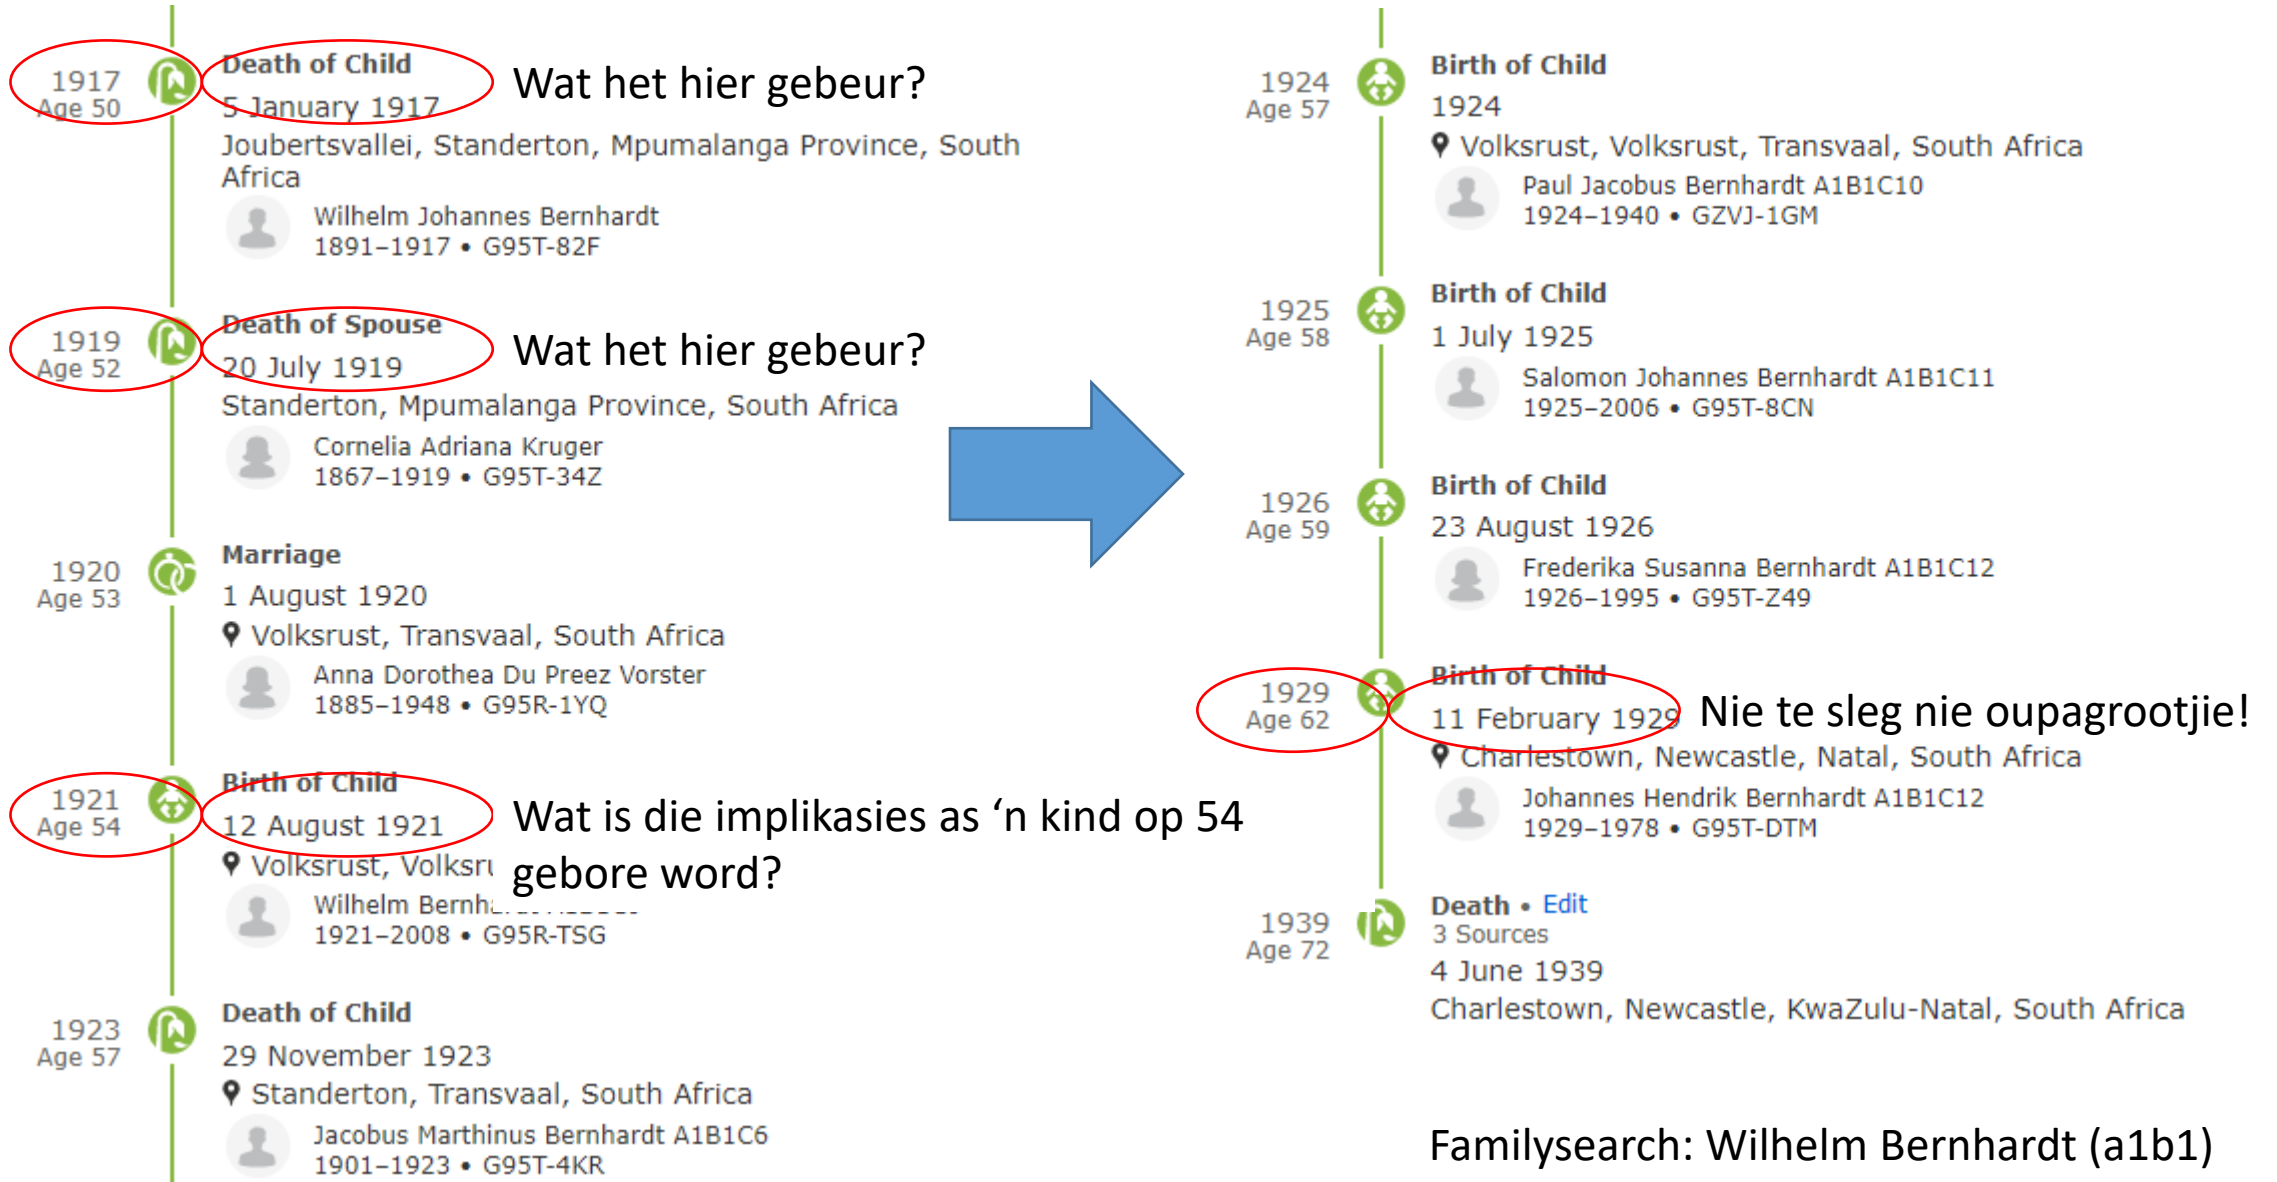 1917
Age 50
Death of Child
5 January 1917
Joubertsvallei, Standerton, Mpumalanga Province, South
Africa
Wilhelm Johannes Bernhardt
1891–1917 • G95T-82F
Wat het hier gebeur?
1919
Age 52
Death of Spouse
20 July 1919
Standerton, Mpumalanga Province, South Africa
Cornelia Adriana Kruger
1867–1919 • G95T-34Z
Wat het hier gebeur?
1920
Age 53
Marriage
1 August 1920
Volksrust, Transvaal, South Africa
Anna Dorothea Du Preez Vorster
1885–1948 • G95R-1YQ
1921
Age 54
Birth of Child
12 August 1921
Volksrust,
Wilhelm
1921–2008 • G95R-TSG
Wat is die implikasies as ‘n kind op 54
gebore word?
1923
Age 57
Death of Child
29 November 1923
Standerton, Transvaal, South Africa
Jacobus Marthinus Bernhardt A1B1C6
1901–1923 • G95T-4KR
1924
Age 57
Birth of Child
1924
Volksrust, Volksrust, Transvaal, South Africa
Paul Jacobus Bernhardt A1B1C10
1924–1940 • GZVJ-1GM
1925
Age 58
Birth of Child
1 July 1925
Salomon Johannes Bernhardt A1B1C11
1925–2006 • G95T-8CN
1926
Age 59
Birth of Child
23 August 1926
Frederika Susanna Bernhardt A1B1C12
1926–1995 • G95T-Z49
1929
Age 62
Birth of Child
11 February 1929
Charlestown, Newcastle, Natal, South Africa
Johannes Hendrik Bernhardt A1B1C12
1929–1978 • G95T-DTM
Nie te sleg nie oupagrootjie!
1939
Age 72
Death • Edit
3 Sources
4 June 1939
Charlestown, Newcastle, KwaZulu-Natal, South Africa
Familysearch: Wilhelm Bernhardt (a1b1)